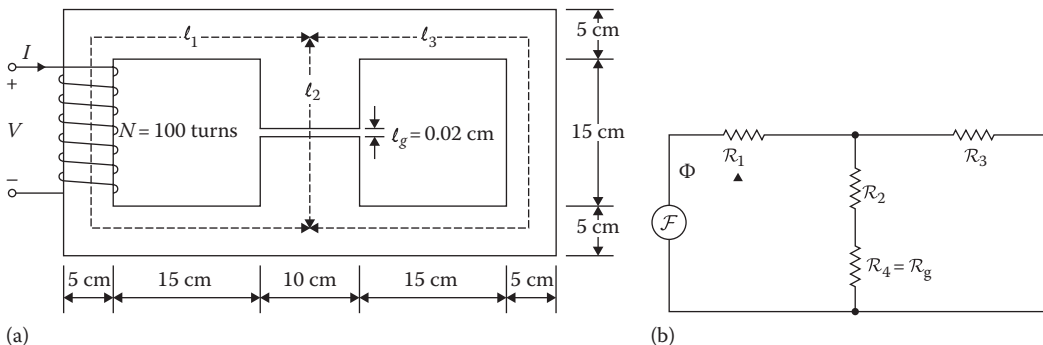 ℓ1
ℓ3
5 cm
I
+
ℓ2
V
N = 100 turns
ℓg = 0.02 cm
15 cm
–
5 cm
5 cm
15 cm
10 cm
15 cm
5 cm
(a)
ℛ1
ℛ3
Φ
ℛ2
ℱ
ℛ4 = ℛg
(b)